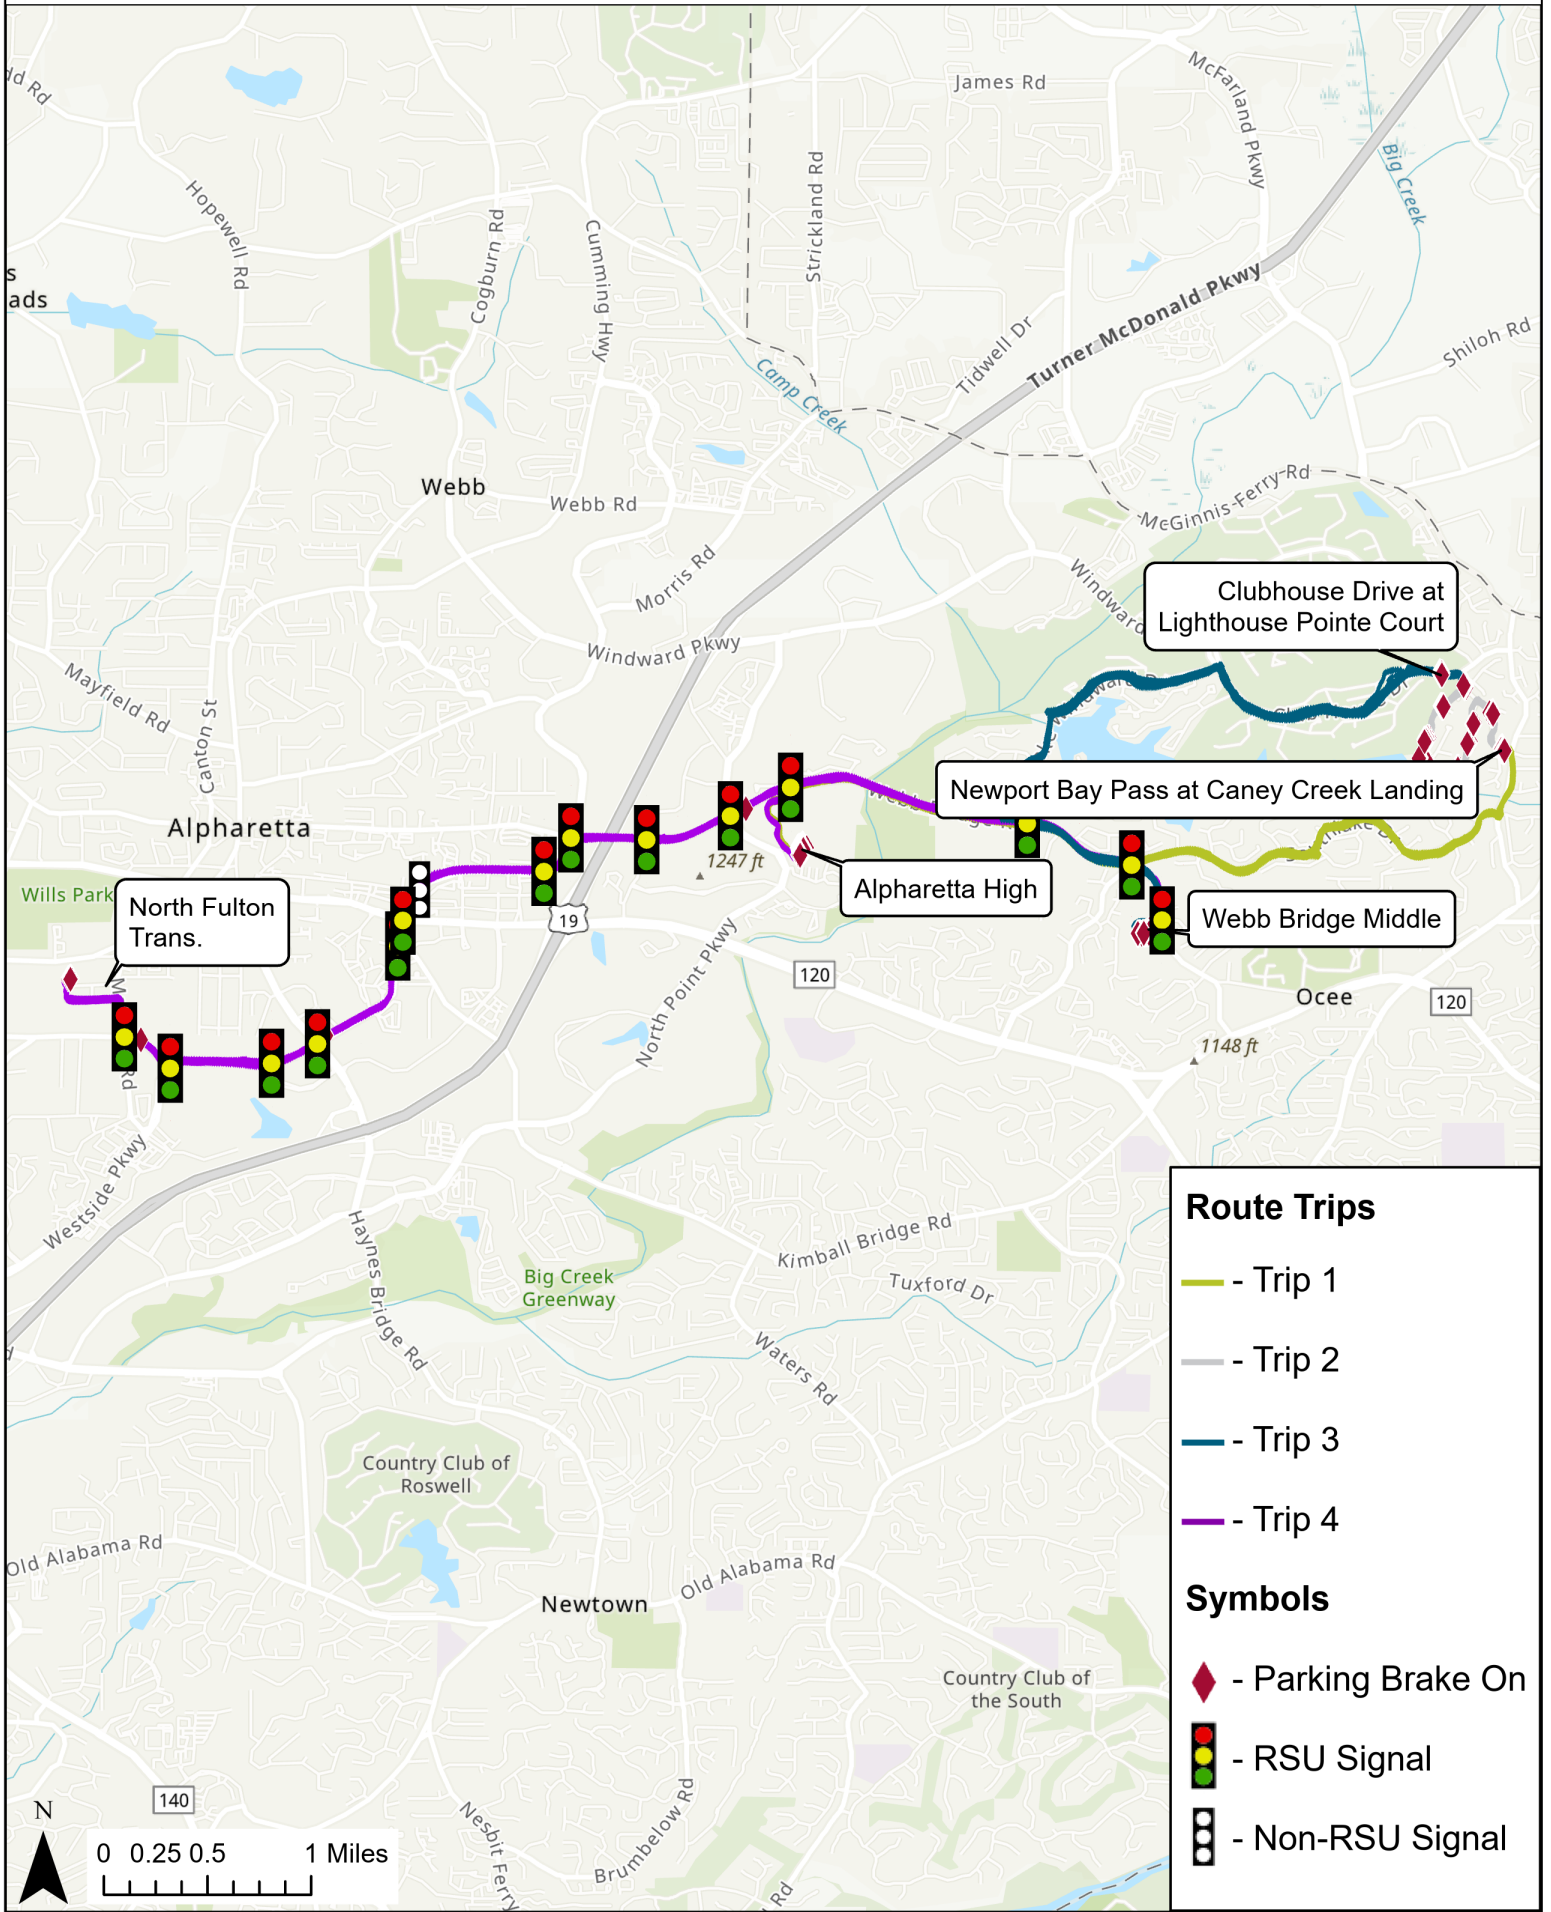 James Rd
McFarland Pkwy
dd Rd
Big Creek
Strickland Rd
Hopewell Rd
Cogburn Rd
Cumming Hwy
s
ads
Turner McDonald Pkwy
Tidwell Dr
Shiloh Rd
Camp Creek
Webb
Webb Rd
McGinnis-Ferry Rd
Morris Rd
Windward
Clubhouse Drive at
Lighthouse Pointe Court
Windward Pkwy
Mayfield Rd
Canton St
Newport Bay Pass at Caney Creek Landing
Alpharetta
1247 ft
Wills Park
Alpharetta High
North Fulton
Trans.
Webb Bridge Middle
19
120
North Point Pkwy
Ocee
120
1148 ft
Rd
Westside Pkwy
Haynes Bridge Rd
Kimball Bridge Rd
Big Creek
Greenway
Tuxford Dr
Waters Rd
Country Club of
Roswell
Old Alabama Rd
Old Alabama Rd
Newtown
Country Club of
the South
140
Nesbit Ferry
Brumbelow Rd
Rd
N
0 0.25 0.5 1 Miles
Route Trips
- Trip 1
- Trip 2
- Trip 3
- Trip 4
Symbols
- Parking Brake On
- RSU Signal
- Non-RSU Signal